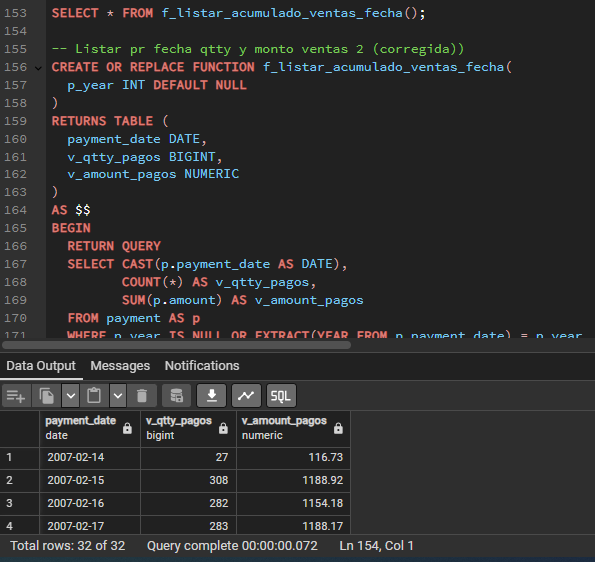 153 SELECT * FROM f_listar_acumulado_ventas_fecha();
154
155 -- Listar pr fecha qtty y monto ventas 2 (corregida))
156 CREATE OR REPLACE FUNCTION f_listar_acumulado_ventas_fecha(
157 p_year INT DEFAULT NULL
158 )
159 RETURNS TABLE (
160 payment_date DATE,
161 v_qtty_pagos BIGINT,
162 v_amount_pagos NUMERIC
163 )
164 AS $$
165 BEGIN
166 RETURN QUERY
167 SELECT CAST(p.payment_date AS DATE),
168 COUNT(*) AS v_qtty_pagos,
169 SUM(p.amount) AS v_amount_pagos
170 FROM payment AS p
171 WHERE p_year IS NULL OR EXTRACT(YEAR FROM p.payment_date) = p_year
Data Output Messages Notifications
SQL
payment_date v_qtty_pagos v_amount_pagos
date bigint numeric
1 2007-02-14 27 116.73
2 2007-02-15 308 1188.92
3 2007-02-16 282 1154.18
4 2007-02-17 283 1188.17
Total rows: 32 of 32 Query complete 00:00:00.072 Ln 154, Col 1